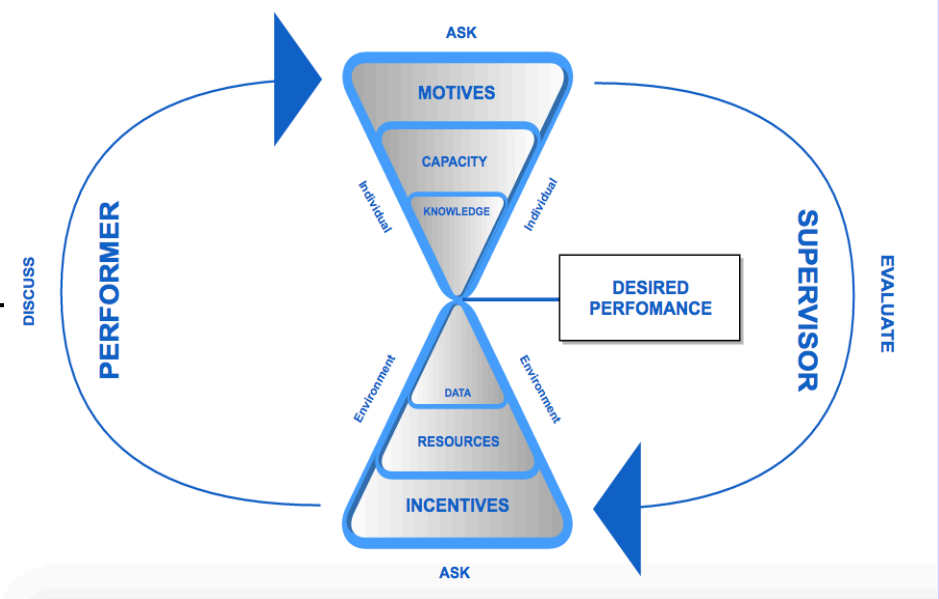 ASK
MOTIVES
CAPACITY
KNOWLEDGE
Individual
Individual
DISCUSS
PERFORMER
DESIRED
PERFOMANCE
SUPERVISOR
EVALUATE
Environment
Environment
DATA
RESOURCES
INCENTIVES
ASK